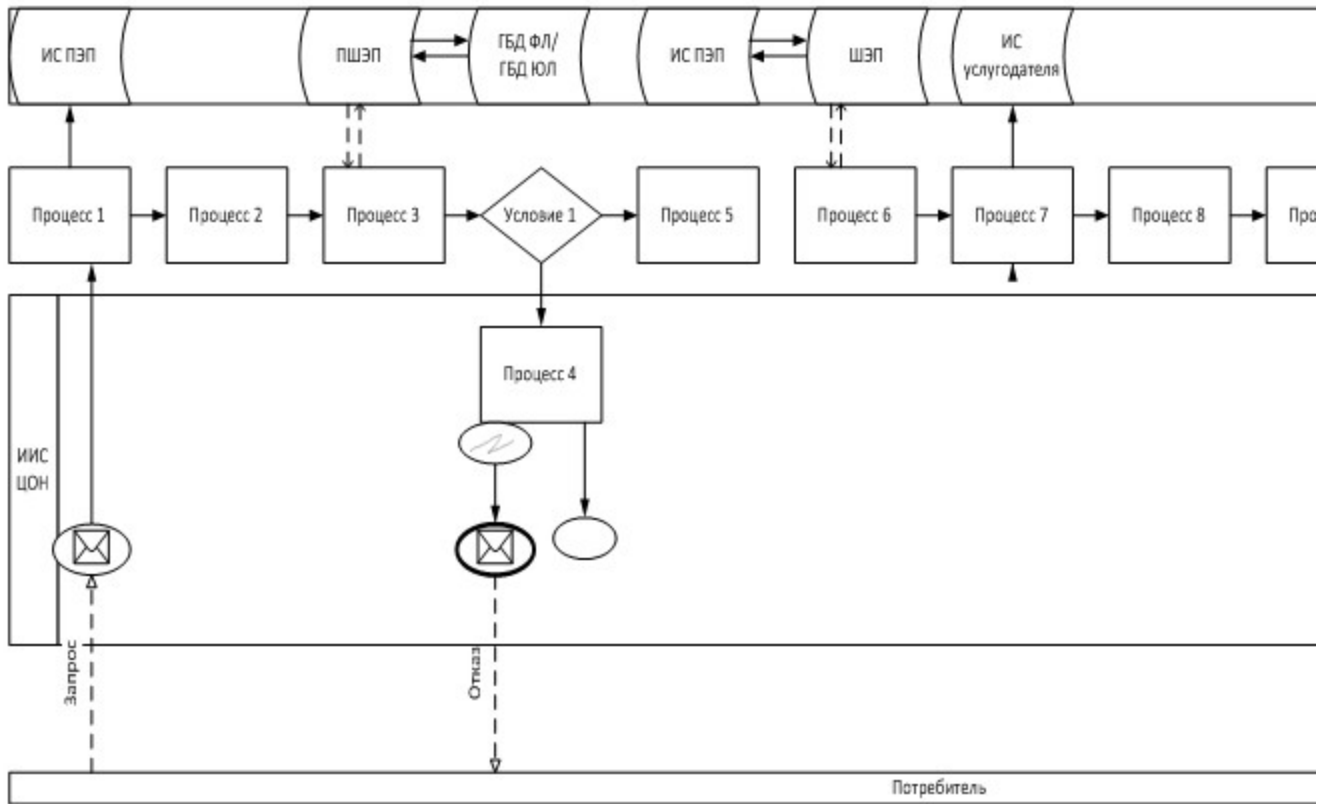 ИС ПЭП
ПШЭП
ГБД ФЛ/
ГБД ЮЛ
ИС ПЭП
ШЭП
ИС
услугодателя
Процесс 1
Процесс 2
Процесс 3
Условие 1
Процесс 5
Процесс 6
Процесс 7
Процесс 8
Про
Процесс 4
ИИС
ЦОН
Запрос
Отказ
Потребитель